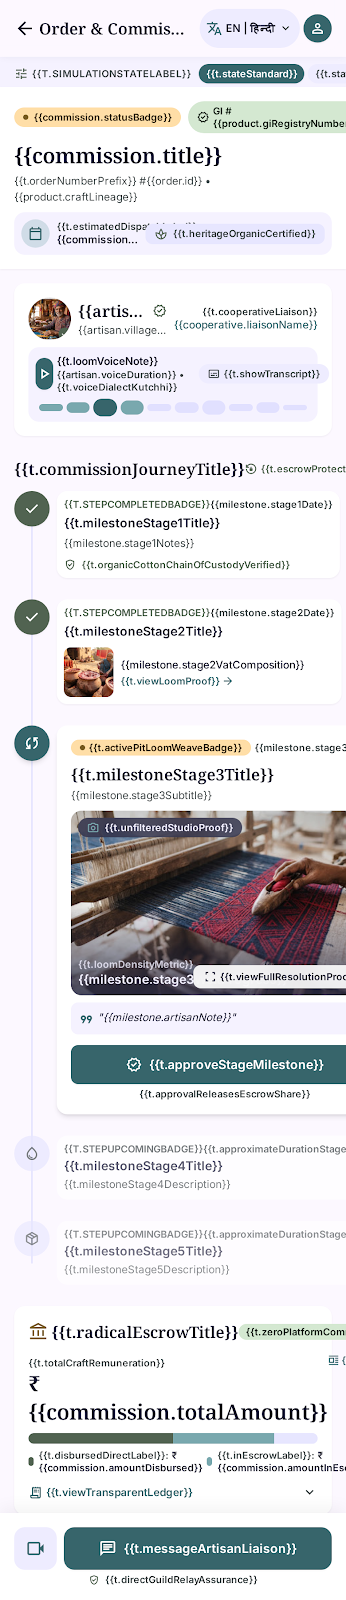 Order & Commis...
EN | हिन्दी
{{T.SIMULATIONSTATELABEL}}
{{t.stateStandard}}
{{t.sta
{{commission.statusBadge}}
GI #
{{product.giRegistryNumbe
{{commission.title}}
{{t.orderNumberPrefix}} #{{order.id}} •
{{product.craftLineage}}
{{commission...
{{t.heritageOrganicCertified}}
{{artis...
{{artisan.village...
{{t.cooperativeLiaison}}
{{cooperative.liaisonName}}
{{t.loomVoiceNote}}
{{artisan.voiceDuration}} •
{{t.voiceDialectKutchhi}}
{{t.showTranscript}}
{{t.commissionJourneyTitle}}
{{t.escrowProtect
{{T.STEPCOMPLETEDBADGE}}
{{milestone.stage1Date}}
{{t.milestoneStage1Title}}
{{milestone.stage1Notes}}
{{t.organicCottonChainOfCustodyVerified}}
{{T.STEPCOMPLETEDBADGE}}
{{milestone.stage2Date}}
{{t.milestoneStage2Title}}
{{milestone.stage2VatComposition}}
{{t.viewLoomProof}} →
{{t.activePitLoomWeaveBadge}}
{{milestone.stage3
{{t.milestoneStage3Title}}
{{milestone.stage3Subtitle}}
{{t.unfilteredStudioProof}}
{{t.loomDensityMetric}}
{{milestone.stage3
{{t.viewFullResolutionProo
"{{milestone.artisanNote}}"
{{t.approveStageMilestone}}
{{t.approvalReleasesEscrowShare}}
{{T.STEPUPCOMINGBADGE}}
{{t.approximateDurationStage
{{t.milestoneStage4Title}}
{{t.milestoneStage4Description}}
{{T.STEPUPCOMINGBADGE}}
{{t.approximateDurationStage
{{t.milestoneStage5Title}}
{{t.milestoneStage5Description}}
{{t.radicalEscrowTitle}}
{{t.zeroPlatformCom
{{t.totalCraftRemuneration}}
₹
{{commission.totalAmount}}
{{t.disbursedDirectLabel}}: ₹
{{commission.amountDisbursed}}
{{t.inEscrowLabel}}: ₹
{{commission.amountInEs
{{t.viewTransparentLedger}}
{{t.messageArtisanLiaison}}
{{t.directGuildRelayAssurance}}